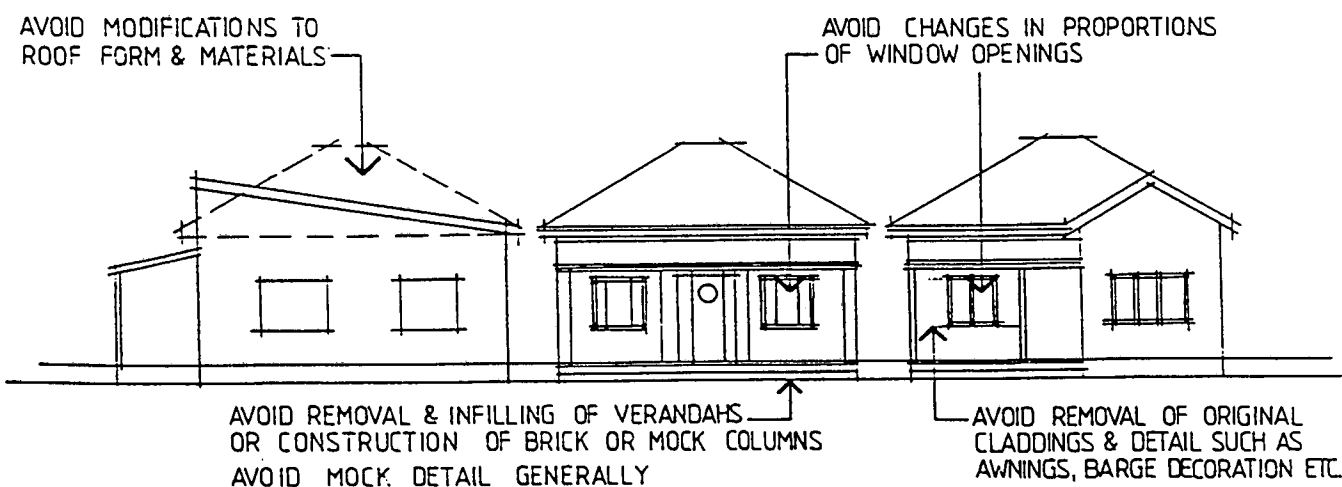 AVOID MODIFICATIONS TO
ROOF FORM & MATERIALS
AVOID CHANGES IN PROPORTIONS
OF WINDOW OPENINGS
AVOID REMOVAL & INFILLING OF VERANDAHS
OR CONSTRUCTION OF BRICK OR MOCK COLUMNS
AVOID MOCK DETAIL GENERALLY
AVOID REMOVAL OF ORIGINAL
CLADDINGS & DETAIL SUCH AS
AWNINGS, BARGE DECORATION ETC.